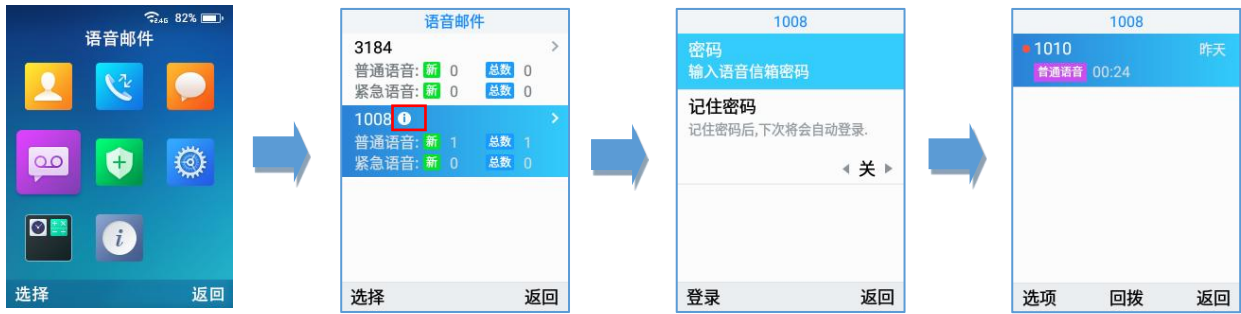 2.4G 82%
语音邮件
选择 返回
语音邮件
3184
普通语音: 新 0 总数 0
紧急语音: 新 0 总数 0
1008
普通语音: 新 1 总数 1
紧急语音: 新 0 总数 0
选择 返回
1008
密码
输入语音信箱密码
记住密码
记住密码后,下次将会自动登录.
关
登录 返回
1008
1010 昨天
普通语音 00:24
选项 回拨 返回